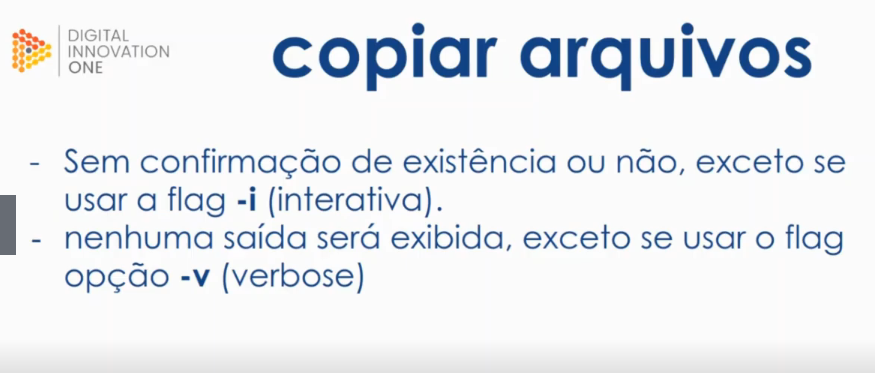 DIGITAL
INNOVATION
ONE
copiar arquivos
- Sem confirmação de existência ou não, exceto se
usar a flag -i (interativa).
- nenhuma saída será exibida, exceto se usar o flag
opção -v (verbose)